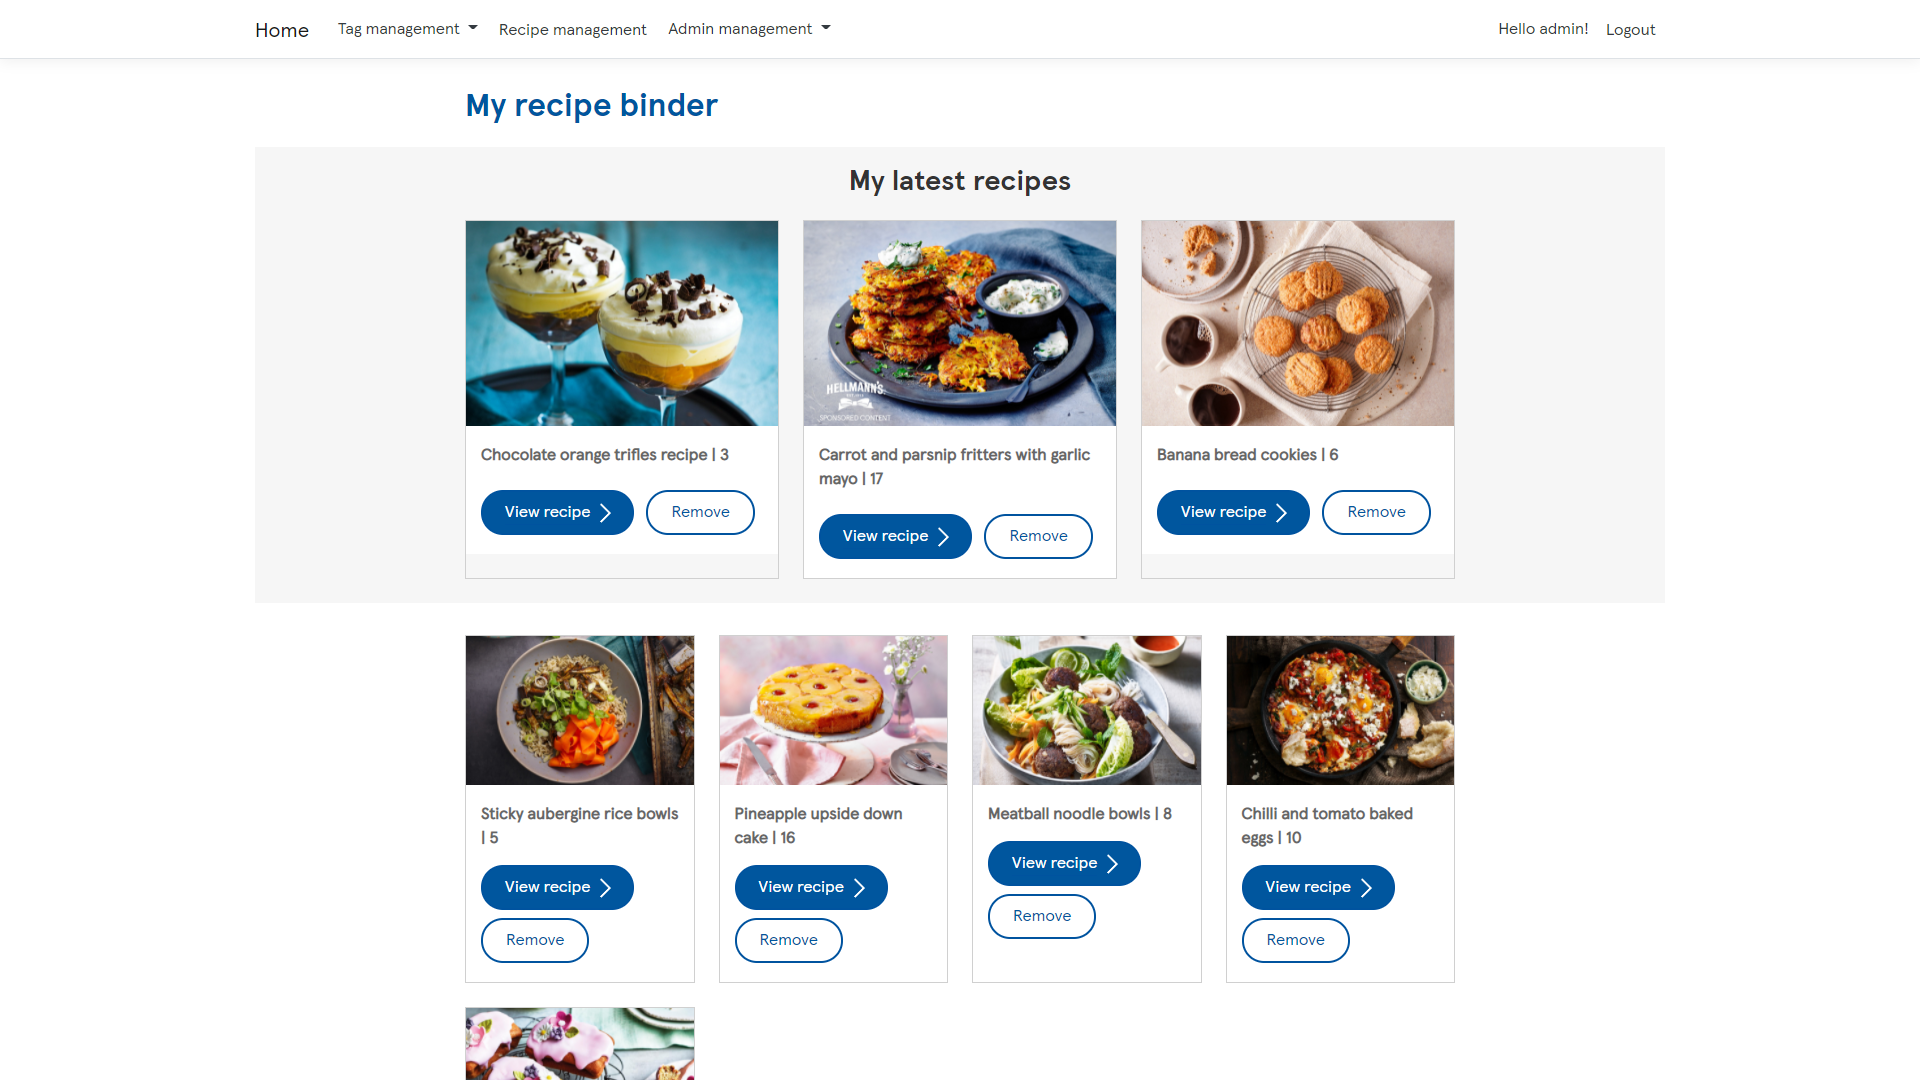 Home
Tag management
Recipe management
Admin management
Hello admin!
Logout
My recipe binder
My latest recipes
HELLMANN'S
SPONSORED CONTENT
Chocolate orange trifles recipe | 3
View recipe
Remove
Carrot and parsnip fritters with garlic
mayo | 17
View recipe
Remove
Banana bread cookies | 6
View recipe
Remove
Sticky aubergine rice bowls
| 5
View recipe
Remove
Pineapple upside down
cake | 16
View recipe
Remove
Meatball noodle bowls | 8
View recipe
Remove
Chilli and tomato baked
eggs | 10
View recipe
Remove